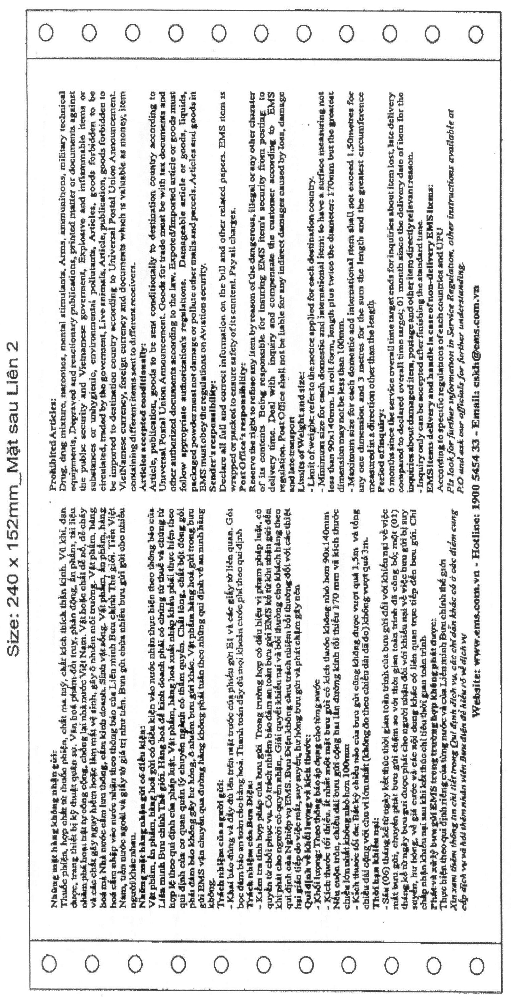 Size: 240 x 152mm_Mặt sau Liên 2
Những mặt hàng không nhận gửi:
Thuốc phiện, hợp chất từ thuốc phiện, chất ma tuý, chất kích thích thần kinh. Vũ khí, đạn
dược, trang thiết bị kỹ thuật quân sự. Văn hoá phẩm đồi truỵ, phản động, ấn phẩm, tài liệu
nhằm phá hoại trật tự công cộng, chống lại nhà nước Việt Nam. Vật hoặc chất dễ nổ, dễ cháy
và các chất gây nguy hiểm hoặc làm mất vệ sinh, gây ô nhiễm môi trường. Vật phẩm, hàng
hoá mà Nhà nước cấm lưu thông, cấm kinh doanh. Sinh vật sống. Vật phẩm, ấn phẩm, hàng
hoá cấm nhập vào nước nhận theo thông báo của Liên minh Bưu chính Thế giới. Tiền Việt
Nam, tiền nước ngoài và giấy tờ giá trị như tiền. Bưu gửi chứa nhiều bưu gửi gửi cho nhiều
người khác nhau.
Những mặt hàng nhận gửi có điều kiện:
Vật phẩm, ấn phẩm, hàng hoá gửi có điều kiện vào nước nhận thực hiện theo thông báo của
Liên minh Bưu chính Thế giới. Hàng hoá để kinh doanh phải có chứng từ thuế và chứng từ
hợp lệ theo qui định của pháp luật. Vật phẩm, hàng hoá xuất nhập khẩu phải thực hiện theo
qui định của cơ quan quản lý chuyên ngành có thẩm quyền. Chất lỏng, chất bột đóng gói
phải đảm bảo không gây hư hỏng, ô nhiễm bưu gửi khác. Vật phẩm hàng hoá gửi trong bưu
gửi EMS vận chuyển qua đường hàng không phải tuân theo những qui định về an ninh hàng
không.
Trách nhiệm của người gửi:
- Khai báo đúng và đầy đủ lên trên mặt trước của phiếu gửi E1 và các giấy tờ liên quan. Gói
bọc đảm bảo an toàn cho hàng hoá. Thanh toán đầy đủ mọi khoản cước phí theo qui định
Trách nhiệm của Bưu Điện:
- Kiểm tra tính hợp pháp của bưu gửi. Trong trường hợp có dấu hiệu vi phạm pháp luật, có
quyền từ chối phục vụ. Có trách nhiệm bảo đảm an toàn bưu gửi EMS kể từ khi nhận gửi đến
khi phát cho người có quyền nhận. Giải quyết khiếu nại và bồi thường cho khách hàng theo
qui định của Nghiệp vụ EMS. Bưu Điện không chịu trách nhiệm bồi thường đối với các thiệt
hại gián tiếp do việc mất, suy suyển, hư hỏng bưu gửi và phát chậm gây nên
Qui định về khối lượng và kích thước:
- Khối lượng: Theo thông báo áp dụng cho từng nước
- Kích thước tối thiểu: Ít nhất một mặt bưu gửi có kích thước không nhỏ hơn 90x140mm
Nếu cuộn tròn, chiều dài bưu gửi cộng hai lần đường kính tối thiểu 170 mm và kích thước
chiều lớn nhất không nhỏ hơn 100mm
- Kích thước tối đa: Bất kỳ chiều nào của bưu gửi cũng không được vượt quá 1,5m và tổng
chiều dài cộng với chu vi lớn nhất (không đo theo chiều dài đã đo) không vượt quá 3m.
Thời hạn khiếu nại:
- Sáu (06) tháng kể từ ngày kết thúc thời gian toàn trình của bưu gửi đối với khiếu nại về việc
mất bưu gửi, chuyển phát bưu gửi chậm so với thời gian toàn trình đã công bố; một (01)
tháng kể từ ngày bưu gửi được phát cho người nhận đối với khiếu nại về việc bưu gửi bị suy
suyển, hư hỏng, về giá cước và các nội dung khác có liên quan trực tiếp đến bưu gửi. Chỉ
chấp nhận khiếu nại sau khi kết thúc chỉ tiêu thời gian toàn trình
Phát và xử lý bưu gửi EMS trong trường hợp không phát được:
Thực hiện theo qui định riêng của từng nước và của Liên minh Bưu chính thế giới
Xin xem thêm thông tin chi tiết trong Qui định dịch vụ, các chỉ dẫn khác có ở các điểm cung
cấp dịch vụ và hỏi thêm nhân viên Bưu điện để hiểu rõ về dịch vụ
Prohibited Articles:
Drug, drug mixture, narcotics, mental stimulants, Arms, ammunitions, military technical
equipments, Depraved and reactionary publications, printed matter or documents against
the public security and Vietnamese government, Explosive and inflammable items or
substances or unhygienic, environmental pollutants, Articles, goods forbidden to be
circulated, traded by the government, Live animals, Article, publication, goods forbidden to
be imported to destination country according to Universal Postal Union Announcement.
VietNamese currency, foreign currency and documents which is valuable as money; item
containing different items sent to different receivers.
Articles accepted conditionally:
Article, publication, goods to be sent conditionally to destination country according to
Universal Postal Union Announcement. Goods for trade must be with tax documents and
other authorized documents according to the law. Expoted/Imported article or goods must
follow appropriate authorization's regulations. Damageable article or goods, liquids,
packaged powder must not damage or pollute other mails and parcels. Articles and goods in
EMS must obey the regulations on Aviation security.
Sender's responsibility:
Declare all full and correct information on the bill and other related papers. EMS item is
wrapped or packed to ensure safety of its content. Pay all charges.
Post Office's responsibility:
Reserve the right to refuse any item by reason of the dangerous, illegal or any other charater
of its contents Being responsible for insuring EMS item's security from posting to
delivery time. Deal with inquiry and compensate the customer according to EMS
regulation. Post Office shall not be liable for any indirect damages caused by loss, damage
and late transport
Limits of Weight and size:
- Limit of weight: refer to the notice applied for each destination country.
- Minimum size for each domestic and international item: to have a surface measuring not
less than 90x140mm. In roll form, length plus twice the diameter: 170mm but the greatest
dimension may not be less than 100mm.
- Maximum size for each domestic and international item shall not exceed 1.50metres for
any one dimension and 3 metres for the sum the length and the greatest circumference
measured in a direction other than the length
Period of inquiry:
6 months since the service overall time target ends for inquiries about item lost, late delivery
compared to declared overall time target; 01 month since the delivery date of item for the
inquiries about damaged item, postage and other item directly relevant reason.
- Inquiry only can be accepted after finishing the standard time.
EMS items delivery and handle in case of non-delivery EMS items:
According to specific regulations of each countries and UPU
Pls look for further information in Service Regulation, other instructions available at
P.O and ask our officials for further understanding.
Website: www.ems.com.vn - Hotline: 1900 5454 33 - Email: cskh@ems.com.vn